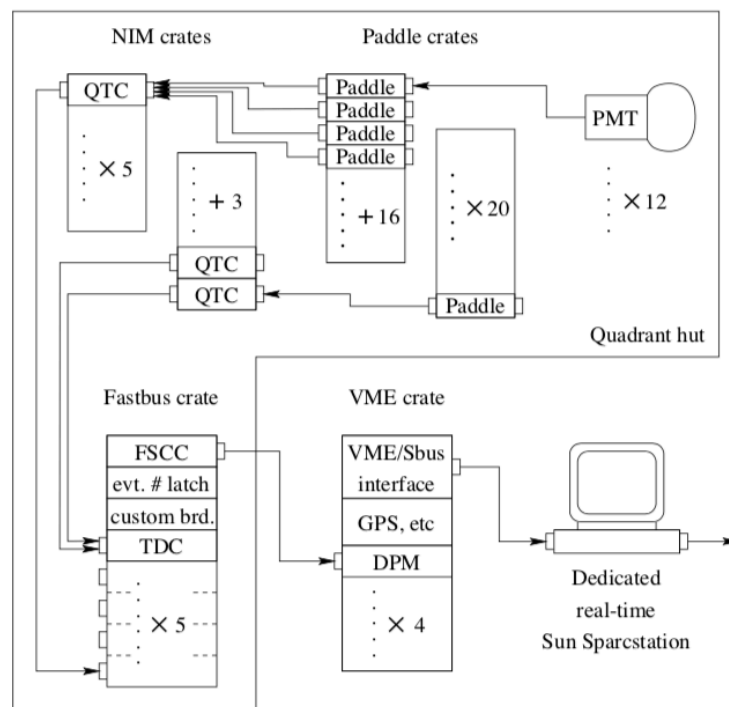 NIM crates
Paddle crates
QTC
Paddle
Paddle
Paddle
Paddle
PMT
× 5
+ 3
+16
×20
×12
QTC
QTC
Paddle
Quadrant hut
Fastbus crate
VME crate
FSCC
evt. # latch
custom brd.
TDC
× 5
VME/Sbus
interface
GPS, etc
DPM
× 4
Dedicated
real-time
Sun Sparcstation